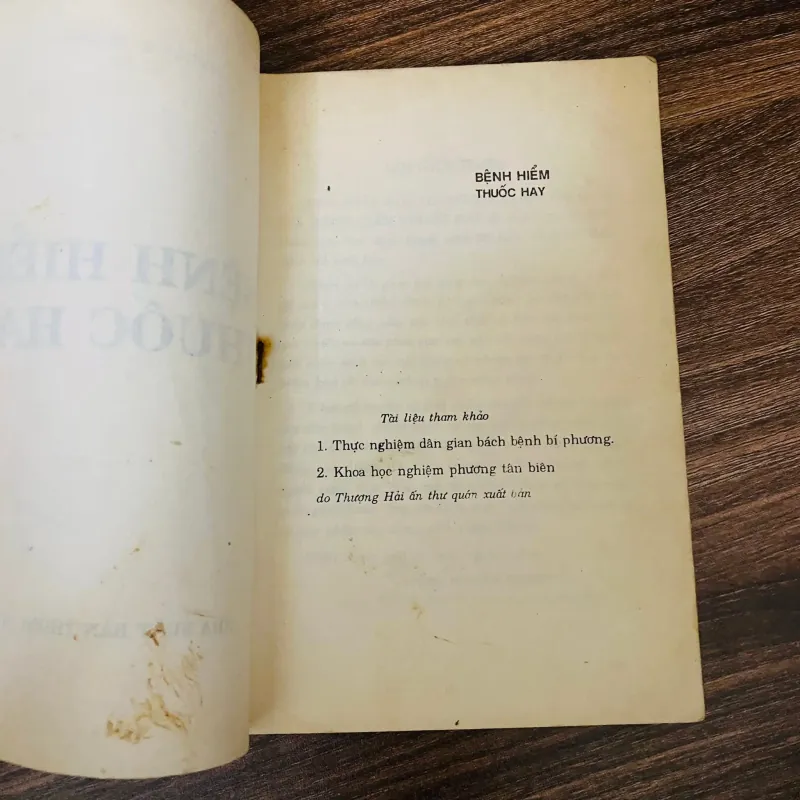 BỆNH HIỂM
THUỐC HAY
Tài liệu tham khảo
1. Thực nghiệm dân gian bách bệnh bí phương.
2. Khoa học nghiệm phương tân biên
do Thượng Hải ấn thư quán xuất bản